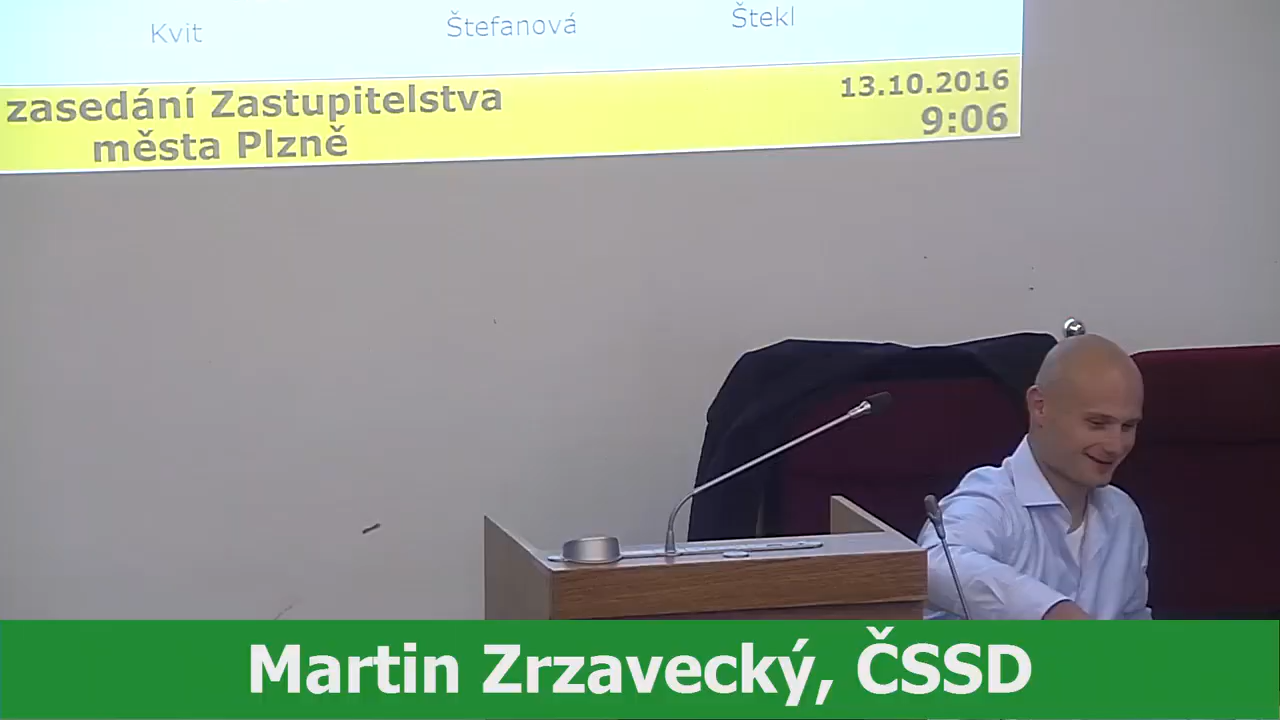 Kvit Štefanová Štekl
zasedání Zastupitelstva 13.10.2016
města Plzně 9:06
Martin Zrzavecký, ČSSD